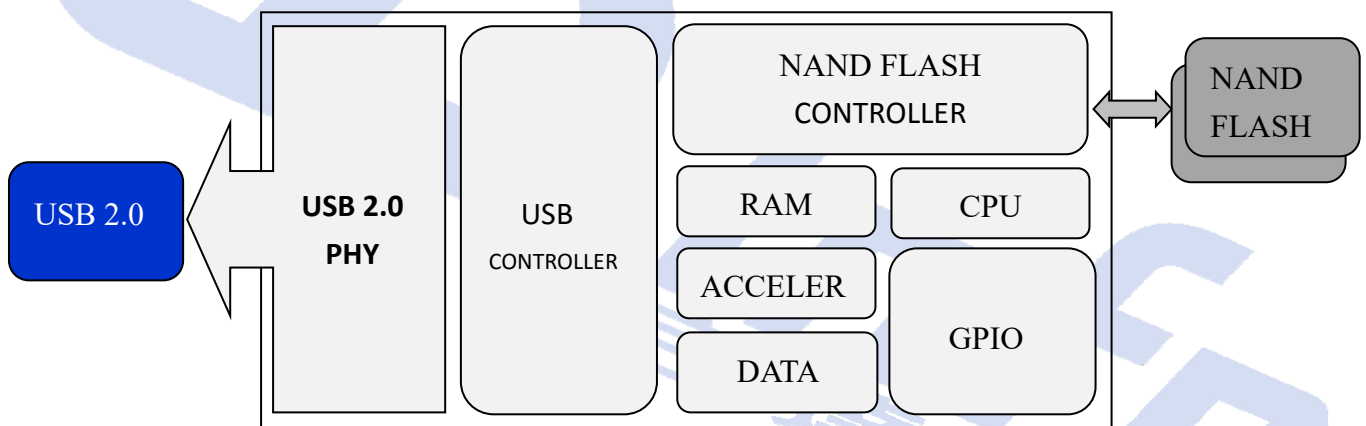 USB 2.0
USB 2.0
PHY
USB
CONTROLLER
NAND FLASH
CONTROLLER
RAM
CPU
ACCELER
GPIO
DATA
NAND
FLASH